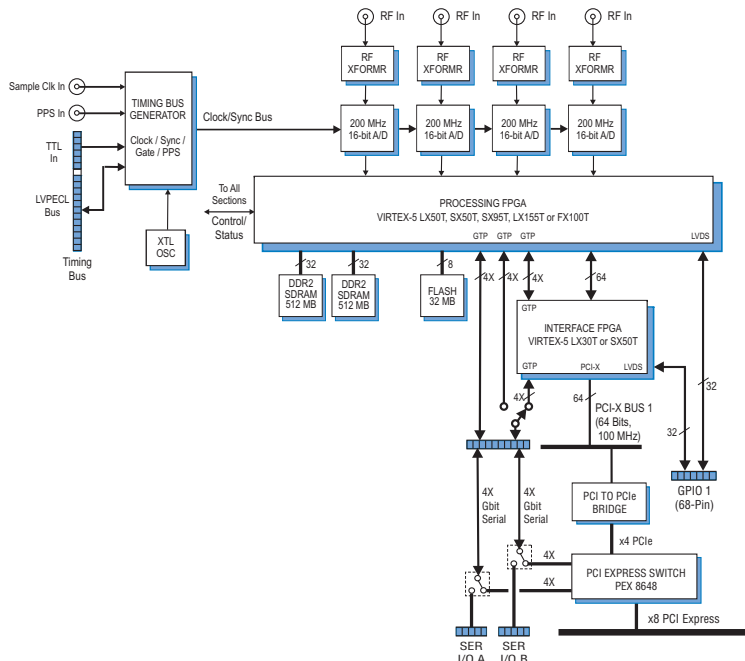 RF In
RF In
RF In
RF In
RF
XFORMR
RF
XFORMR
RF
XFORMR
RF
XFORMR
Sample Clk In
PPS In
TTL
In
LVPECL
Bus
Timing
Bus
TIMING BUS
GENERATOR
Clock / Sync /
Gate / PPS
Clock/Sync Bus
XTL
OSC
200 MHz
16-bit A/D
200 MHz
16-bit A/D
200 MHz
16-bit A/D
200 MHz
16-bit A/D
To All
Sections
Control/
Status
PROCESSING FPGA
VIRTEX-5 LX50T, SX50T, SX95T, LX155T or FX100T
GTP
GTP
GTP
LVDS
32
32
8
4X
4X
4X
64
DDR2
SDRAM
512 MB
DDR2
SDRAM
512 MB
FLASH
32 MB
GTP
INTERFACE FPGA
VIRTEX-5 LX30T or SX50T
GTP
PCI-X
LVDS
4X
64
32
32
PCI-X BUS 1
(64 Bits,
100 MHz)
GPIO 1
(68-Pin)
4X
Gbit
Serial
4X
Gbit
Serial
PCI TO PCIe
BRIDGE
x4 PCIe
4X
4X
PCI EXPRESS SWITCH
PEX 8648
x8 PCI Express
SER
I/O A
SER
I/O B